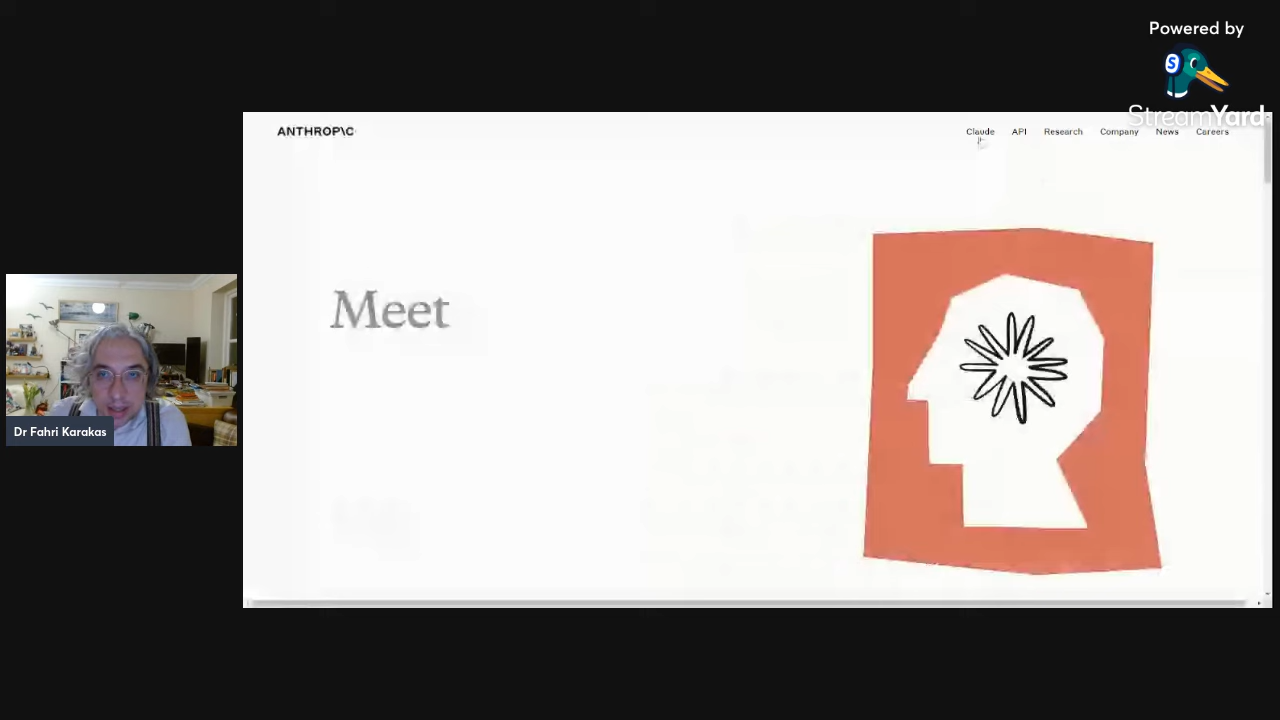 Powered by
S
StreamYard
ANTHROP\C
Claude API Research Company News Careers
Meet
Dr Fahri Karakas